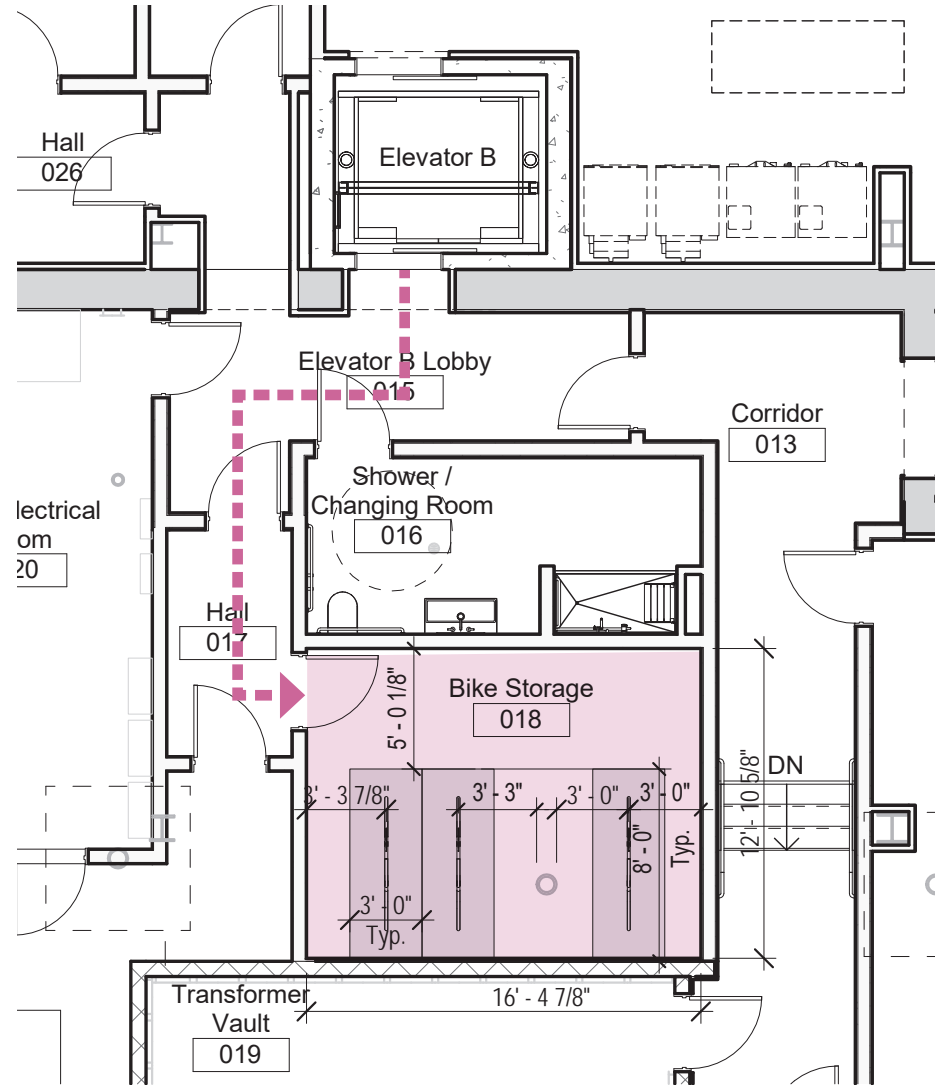 Elevator B
Hall
026
Elevator B Lobby
015
Corridor
013
Shower /
Changing Room
016
lectrical
om
20
Hall
017
Bike Storage
018
5' - 0 1/8"
DN
12' - 10 5/8"
3' - 3 7/8"
3' - 3"
3' - 0"
3' - 0"
Typ.
8' - 0"
3' - 0"
Typ.
Transformer
Vault
019
16' - 4 7/8"